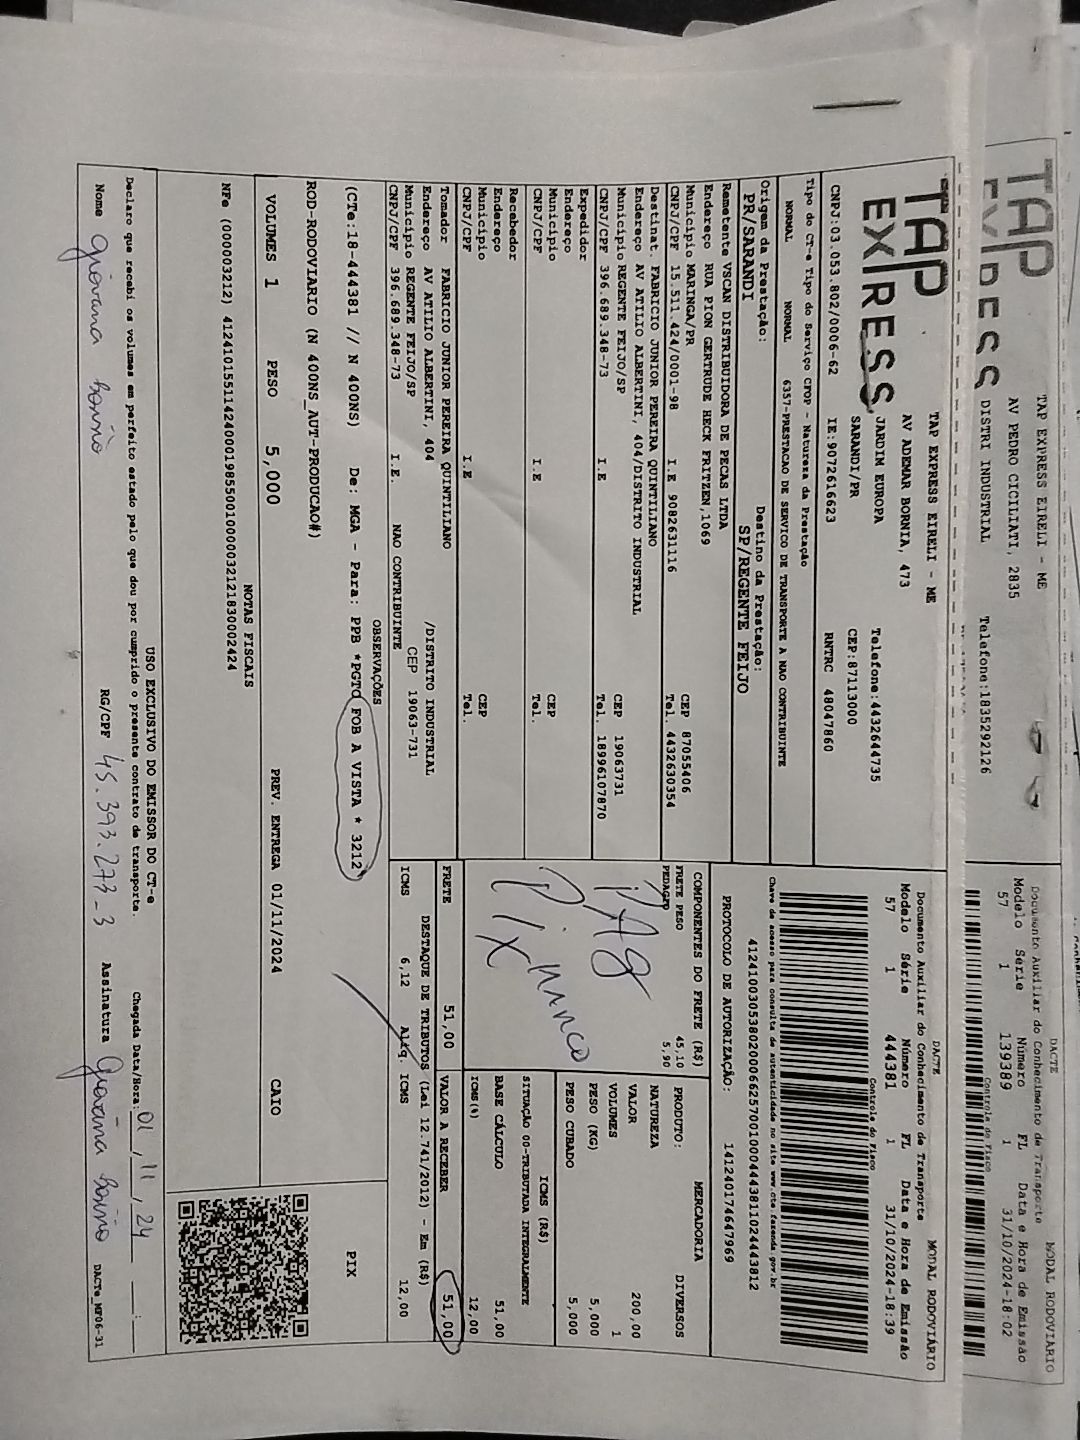 TAP EXPRESS
TAP EXPRESS EIRELI - ME
AV PEDRO CICILIATI, 2835
DISTRI INDUSTRIAL
Telefone:1835292126
DACTE
MODAL RODOVIÁRIO
Documento Auxiliar do Conhecimento de Transporte
Modelo Série Número FL Data e Hora de Emissão
57 1 139389 1 31/10/2024-18:02
Controle do Fisco
TAP EXPRESS
TAP EXPRESS EIRELI - ME
AV ADEMAR BORNIA, 473
JARDIM EUROPA
Telefone:4432644735
SARANDI/PR
CEP:87113000
CNPJ:03.053.802/0006-62
IE:9072616623
RNTRC 48047860
DACTE
MODAL RODOVIÁRIO
Documento Auxiliar do Conhecimento de Transporte
Modelo Série Número FL Data e Hora de Emissão
57 1 444381 1 31/10/2024-18:39
Controle do Fisco
Chave de acesso para consulta de autenticidade no site www.cte.fazenda.gov.br
PROTOCOLO DE AUTORIZAÇÃO: 141240174647969
Tipo do CT-e Tipo do Serviço CFOP - Natureza da Prestação
NORMAL NORMAL 6357-PRESTACAO DE SERVICO DE TRANSPORTE A NAO CONTRIBUINTE
Origem da Prestação: Destino da Prestação:
PR/SARANDI SP/REGENTE FEIJO
Remetente VSCAN DISTRIBUIDORA DE PECAS LTDA
Endereço RUA PION GERTRUDE HECK FRITZEN,1069
Município MARINGA/PR CEP 87055406
CNPJ/CPF 15.511.424/0001-98 I.E 9082631116 Tel. 4432630354
Destinat. FABRICIO JUNIOR PEREIRA QUINTILIANO
Endereço AV ATILIO ALBERTINI, 404/DISTRITO INDUSTRIAL
Município REGENTE FEIJO/SP CEP 19063731
CNPJ/CPF 396.689.348-73 I.E Tel. 18996107870
Expedidor
Endereço
Município CEP
CNPJ/CPF I.E Tel.
Recebedor
Endereço
Município CEP
CNPJ/CPF I.E Tel.
Tomador FABRICIO JUNIOR PEREIRA QUINTILIANO
Endereço AV ATILIO ALBERTINI, 404 /DISTRITO INDUSTRIAL
Município REGENTE FEIJO/SP CEP 19063-731
CNPJ/CPF 396.689.348-73 I.E. NAO CONTRIBUINTE
COMPONENTES DO FRETE (R$)
FRETE PESO 45,10
PEDAGIO 5,90
PAG
Pix
MERCADORIA
PRODUTO: DIVERSOS
NATUREZA
VALOR 200,00
VOLUMES 1
PESO (KG) 5,000
PESO CUBADO 5,000
ICMS (R$)
SITUAÇÃO 00-TRIBUTADA INTEGRALMENTE
BASE CÁLCULO 51,00
ICMS(%) 12,00
FRETE 51,00 VALOR A RECEBER 51,00
DESTAQUE DE TRIBUTOS (Lei 12.741/2012) - Em (R$)
ICMS 6,12 Alíq. ICMS 12,00
OBSERVAÇÕES
(CTe:18-444381 // N 400NS) De: MGA - Para: PPB *PGTO FOB A VISTA * 3212
ROD-RODOVIARIO (N 400NS_AUT-PRODUCAO#)
PIX
VOLUMES 1 PESO 5,000 PREV. ENTREGA 01/11/2024 CAIO
NOTAS FISCAIS
NFe (000003212) 41241015511424000198550010000032121830002424
USO EXCLUSIVO DO EMISSOR DO CT-e
Declaro que recebi os volumes em perfeito estado pelo que dou por cumprido o presente contrato de transporte. Chegada Data/Hora: 01/11/24 __:__
Nome Giovana RG/CPF 45.393.273-3 Assinatura Giovana
DACTe_MF06-31